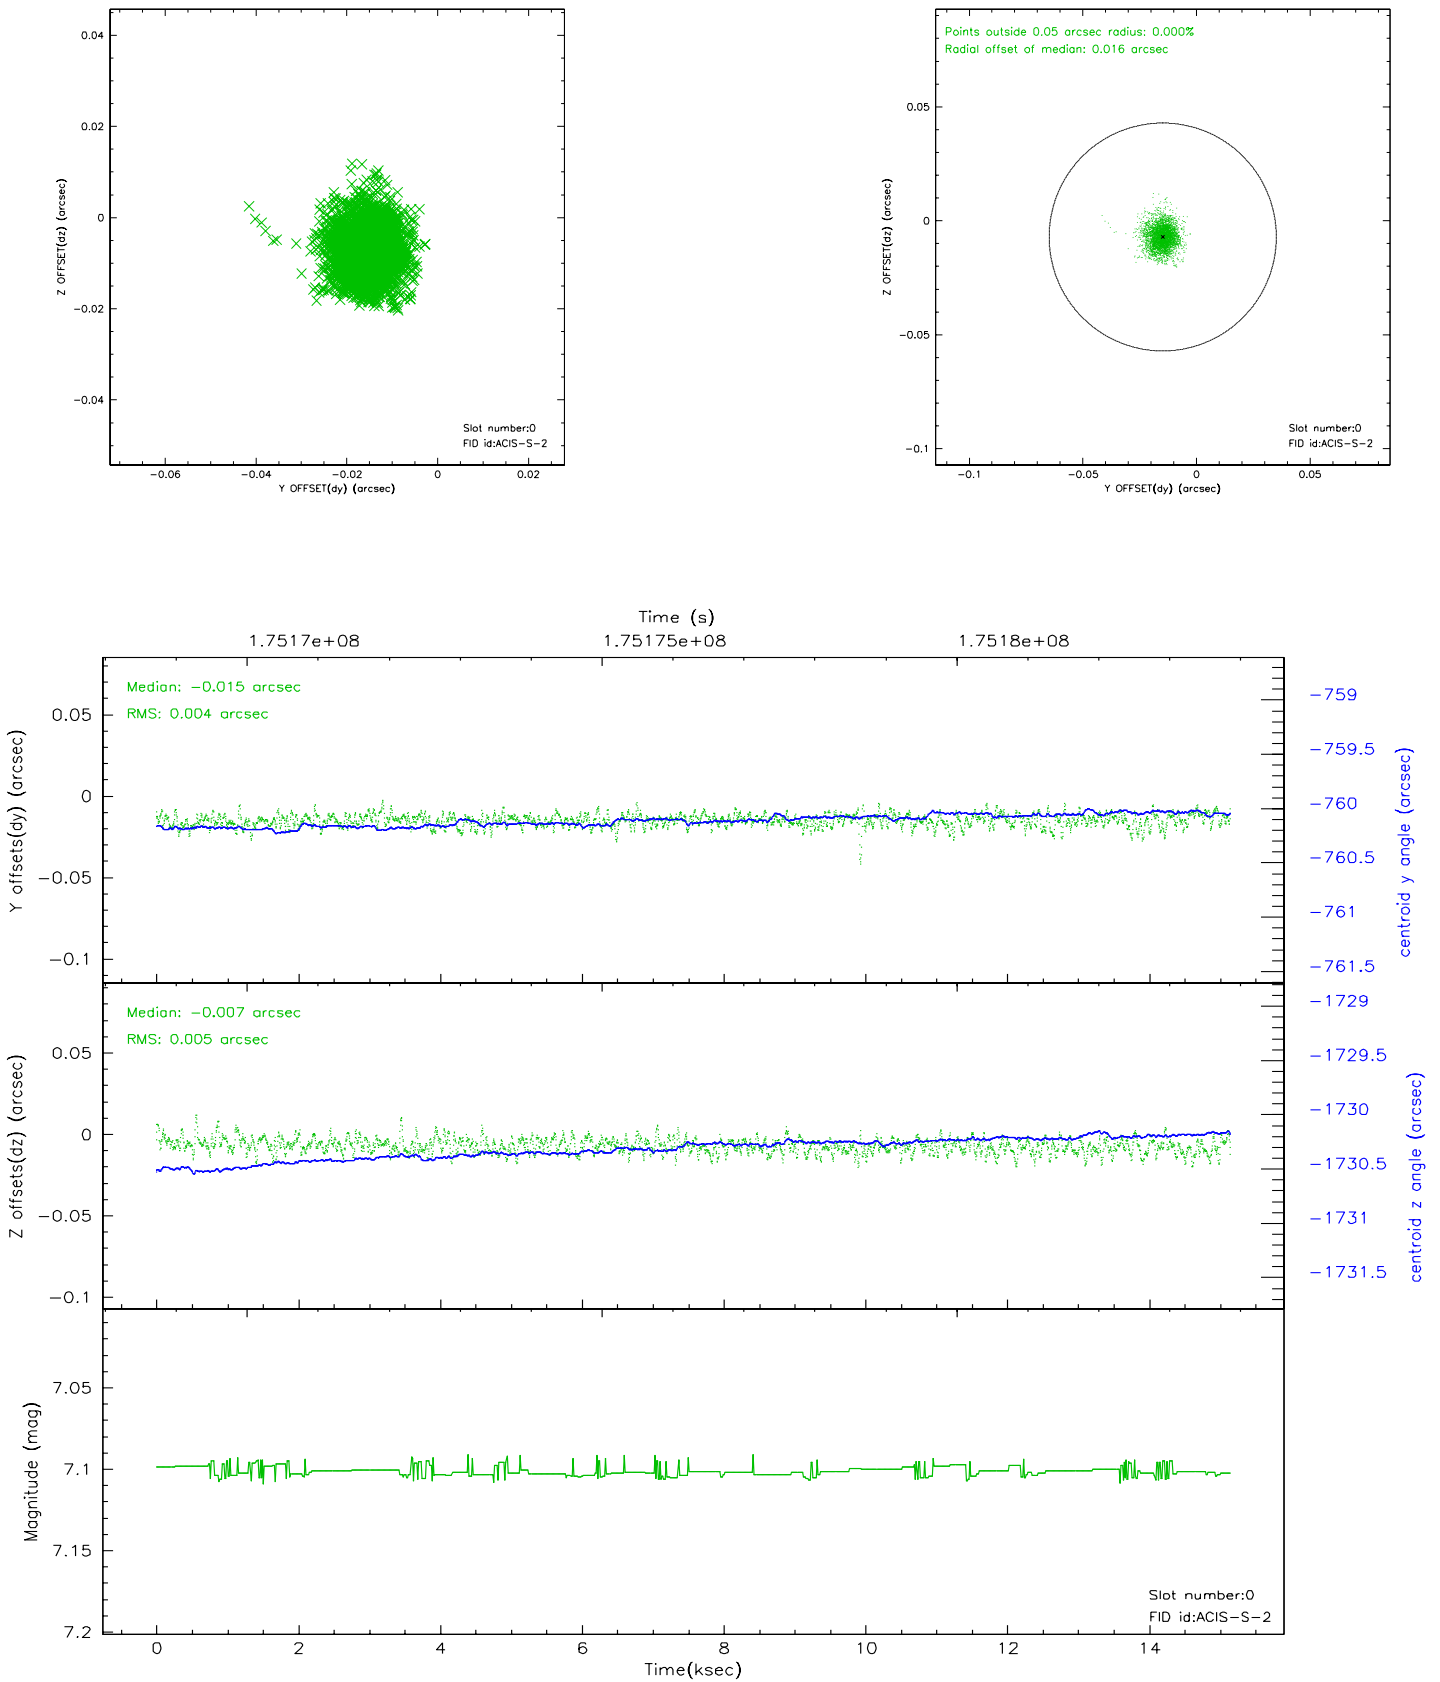 0.04
0.02
0
−0.02
−0.04
Z OFFSET(dz) (arcsec)
Slot number:0
FID id:ACIS−S−2
−0.06 −0.04 −0.02 0 0.02
Y OFFSET(dy) (arcsec)
Points outside 0.05 arcsec radius: 0.000%
Radial offset of median: 0.016 arcsec
0.05
0
−0.05
−0.1
Z OFFSET(dz) (arcsec)
Slot number:0
FID id:ACIS−S−2
−0.1 −0.05 0 0.05
Y OFFSET(dy) (arcsec)
Time (s)
1.7517e+08 1.75175e+08 1.7518e+08
Median: −0.015 arcsec
RMS: 0.004 arcsec
0.05
0
−0.05
−0.1
Y offsets(dy) (arcsec)
−759
−759.5
−760
−760.5
−761
−761.5
centroid y angle (arcsec)
Median: −0.007 arcsec
RMS: 0.005 arcsec
0.05
0
−0.05
−0.1
Z offsets(dz) (arcsec)
−1729
−1729.5
−1730
−1730.5
−1731
−1731.5
centroid z angle (arcsec)
7.05
7.1
7.15
7.2
Magnitude (mag)
Slot number:0
FID id:ACIS−S−2
0 2 4 6 8 10 12 14
Time(ksec)